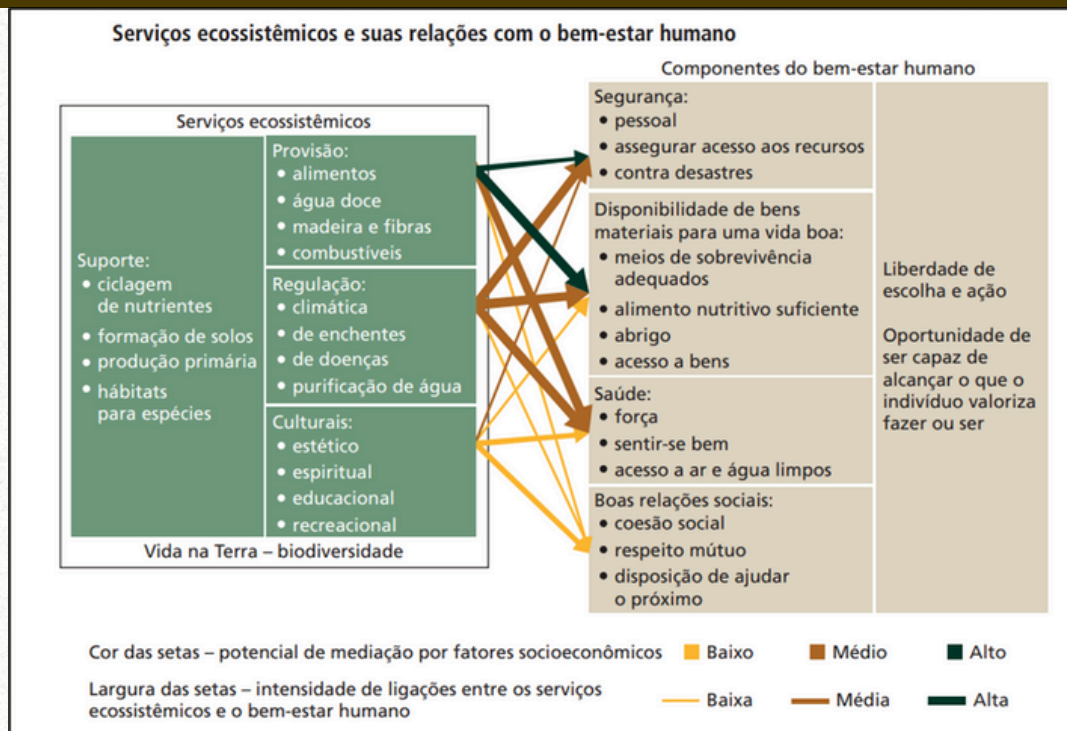 Serviços ecossistêmicos e suas relações com o bem-estar humano
Serviços ecossistêmicos
Suporte:
• ciclagem
de nutrientes
• formação de solos
• produção primária
• hábitats
para espécies
Provisão:
• alimentos
• água doce
• madeira e fibras
• combustíveis
Regulação:
• climática
• de enchentes
• de doenças
• purificação de água
Culturais:
• estético
• espiritual
• educacional
• recreacional
Vida na Terra – biodiversidade
Componentes do bem-estar humano
Segurança:
• pessoal
• assegurar acesso aos recursos
• contra desastres
Disponibilidade de bens
materiais para uma vida boa:
• meios de sobrevivência
adequados
• alimento nutritivo suficiente
• abrigo
• acesso a bens
Saúde:
• força
• sentir-se bem
• acesso a ar e água limpos
Boas relações sociais:
• coesão social
• respeito mútuo
• disposição de ajudar
o próximo
Liberdade de
escolha e ação
Oportunidade de
ser capaz de
alcançar o que o
indivíduo valoriza
fazer ou ser
Cor das setas – potencial de mediação por fatores socioeconômicos
Baixo
Médio
Alto
Largura das setas – intensidade de ligações entre os serviços
ecossistêmicos e o bem-estar humano
Baixa
Média
Alta